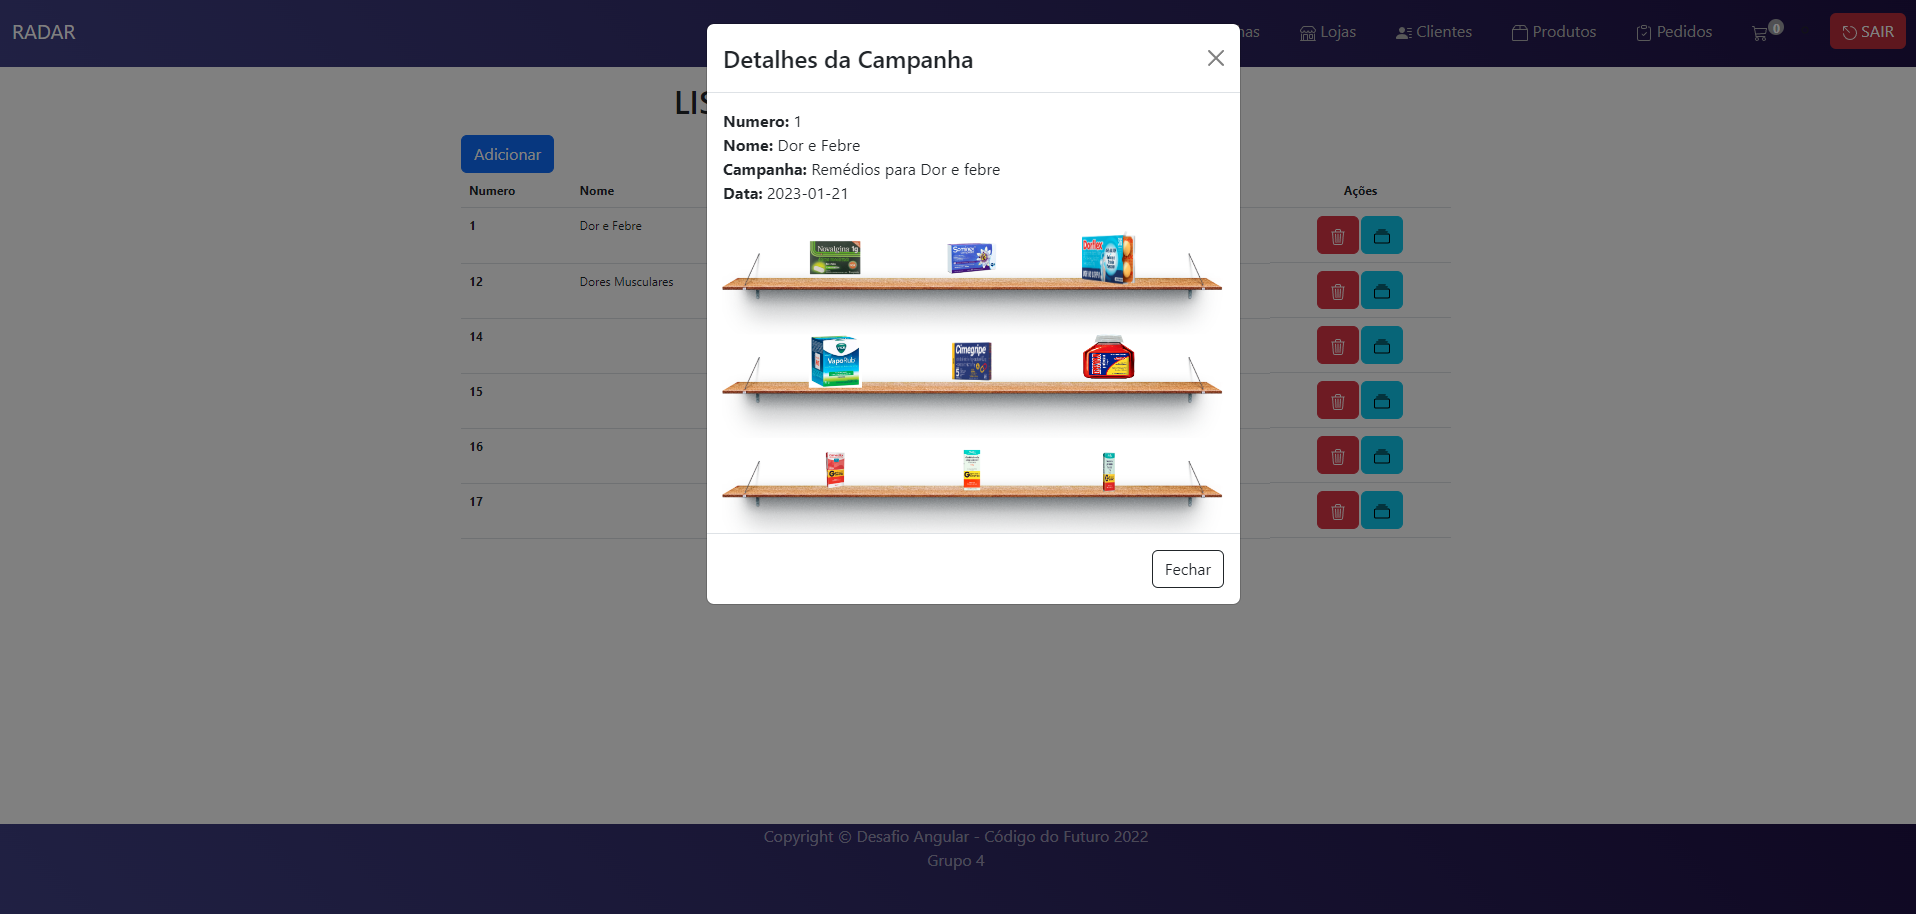 RADAR
nas
Lojas
Clientes
Produtos
Pedidos
0
SAIR
LIS
Adicionar
Numero
Nome
Ações
1
Dor e Febre
12
Dores Musculares
14
15
16
17
Detalhes da Campanha
Numero: 1
Nome: Dor e Febre
Campanha: Remédios para Dor e febre
Data: 2023-01-21
Novalgina 1g
Dorflex
VapoRub
Cimegripe
5
G
G
G
Fechar
Copyright © Desafio Angular - Código do Futuro 2022
Grupo 4